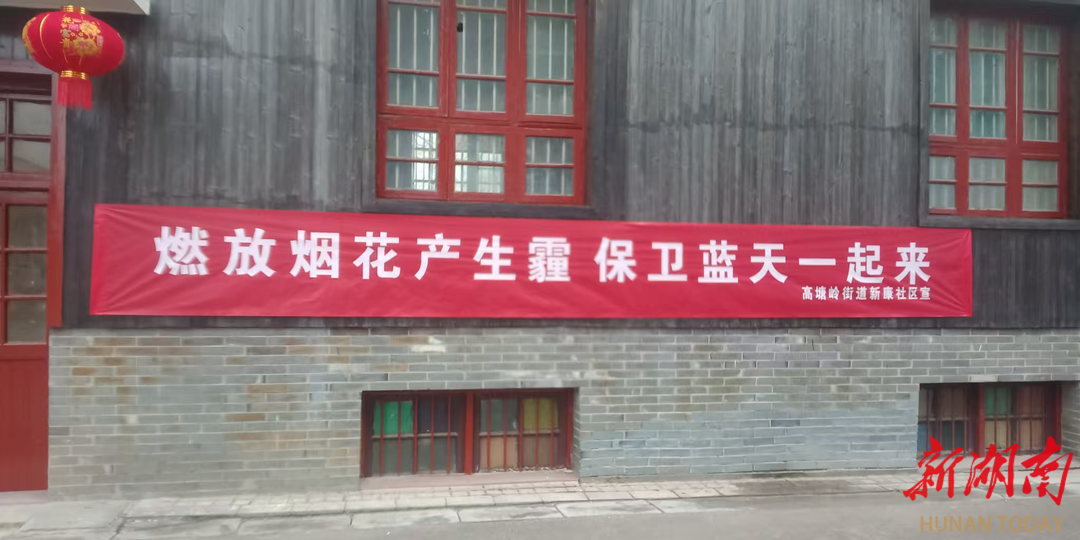 燃放烟花产生霾 保卫蓝天一起来
高塘岭街道新康社区宣
新湖南
HUNAN TODAY